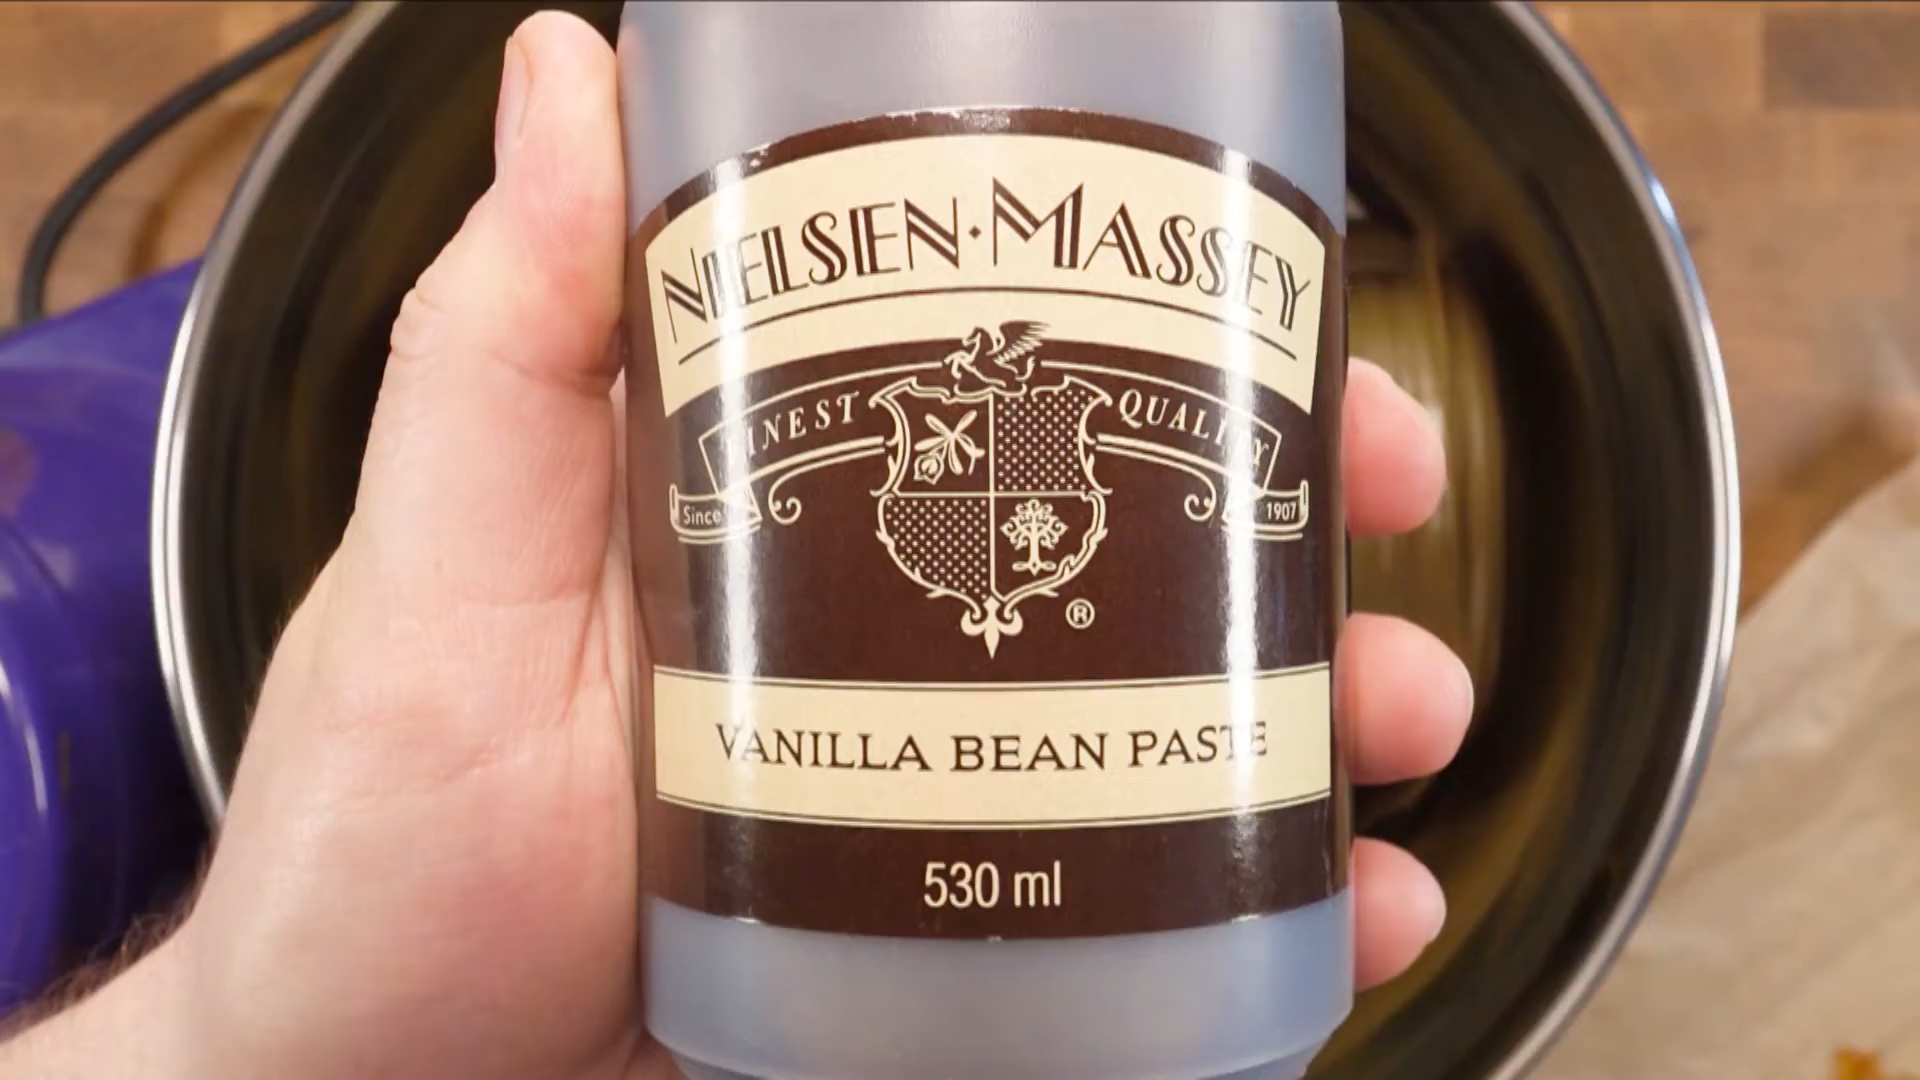 NIELSEN·MASSEY
FINEST QUALITY
Since 1907
®
VANILLA BEAN PASTE
530 ml